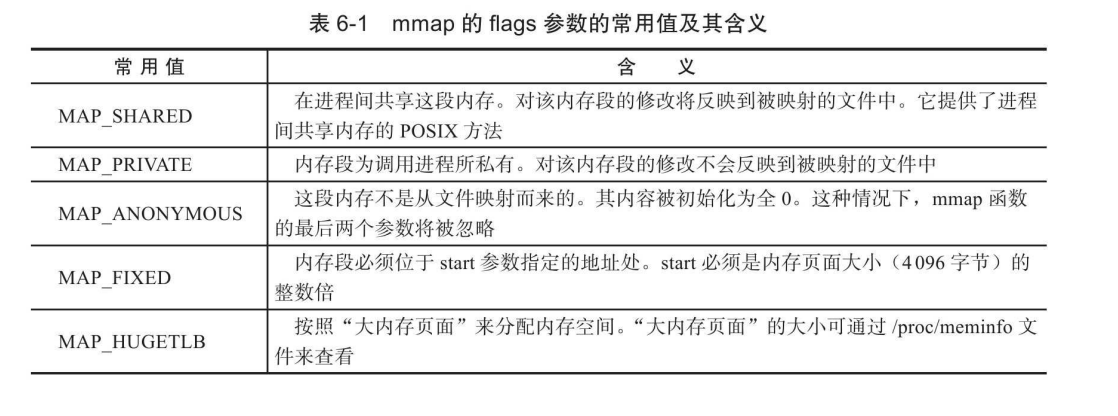 表 6-1 mmap 的 flags 参数的常用值及其含义
常用值 含义
MAP_SHARED
在进程间共享这段内存。对该内存段的修改将反映到被映射的文件中。它提供了进程
间共享内存的 POSIX 方法
MAP_PRIVATE
内存段为调用进程所私有。对该内存段的修改不会反映到被映射的文件中
MAP_ANONYMOUS
这段内存不是从文件映射而来的。其内容被初始化为全 0。这种情况下，mmap 函数
的最后两个参数将被忽略
MAP_FIXED
内存段必须位于 start 参数指定的地址处。start 必须是内存页面大小（4096 字节）的
整数倍
MAP_HUGETLB
按照“大内存页面”来分配内存空间。“大内存页面”的大小可通过 /proc/meminfo 文
件来查看